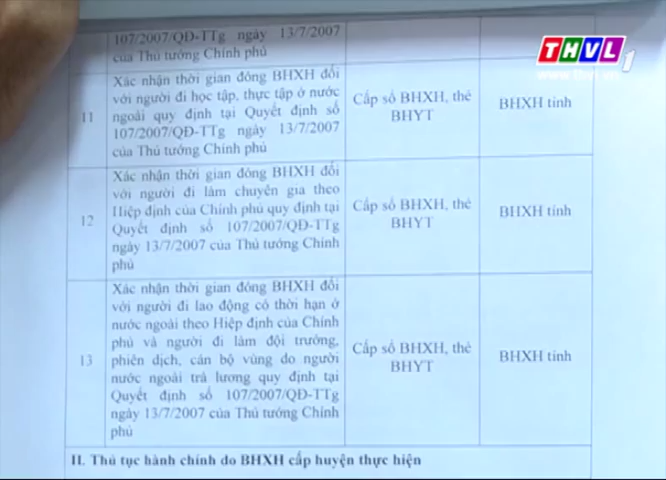 107/2007/QĐ-TTg ngày 13/7/2007
của Thủ tướng Chính phủ
THVL1
www.thvl.vn
11
Xác nhận thời gian đóng BHXH đối
với người đi học tập, thực tập ở nước
ngoài quy định tại Quyết định số
107/2007/QĐ-TTg ngày 13/7/2007
của Thủ tướng Chính phủ
Cấp sổ BHXH, thẻ
BHYT
BHXH tỉnh
12
Xác nhận thời gian đóng BHXH đối
với người đi làm chuyên gia theo
Hiệp định của Chính phủ quy định tại
Quyết định số 107/2007/QĐ-TTg
ngày 13/7/2007 của Thủ tướng Chính
phủ
Cấp sổ BHXH, thẻ
BHYT
BHXH tỉnh
13
Xác nhận thời gian đóng BHXH đối
với người đi lao động có thời hạn ở
nước ngoài theo Hiệp định của Chính
phủ và người đi làm đội trưởng,
phiên dịch, cán bộ vùng do người
nước ngoài trả lương quy định tại
Quyết định số 107/2007/QĐ-TTg
ngày 13/7/2007 của Thủ tướng Chính
phủ
Cấp sổ BHXH, thẻ
BHYT
BHXH tỉnh
II. Thủ tục hành chính do BHXH cấp huyện thực hiện